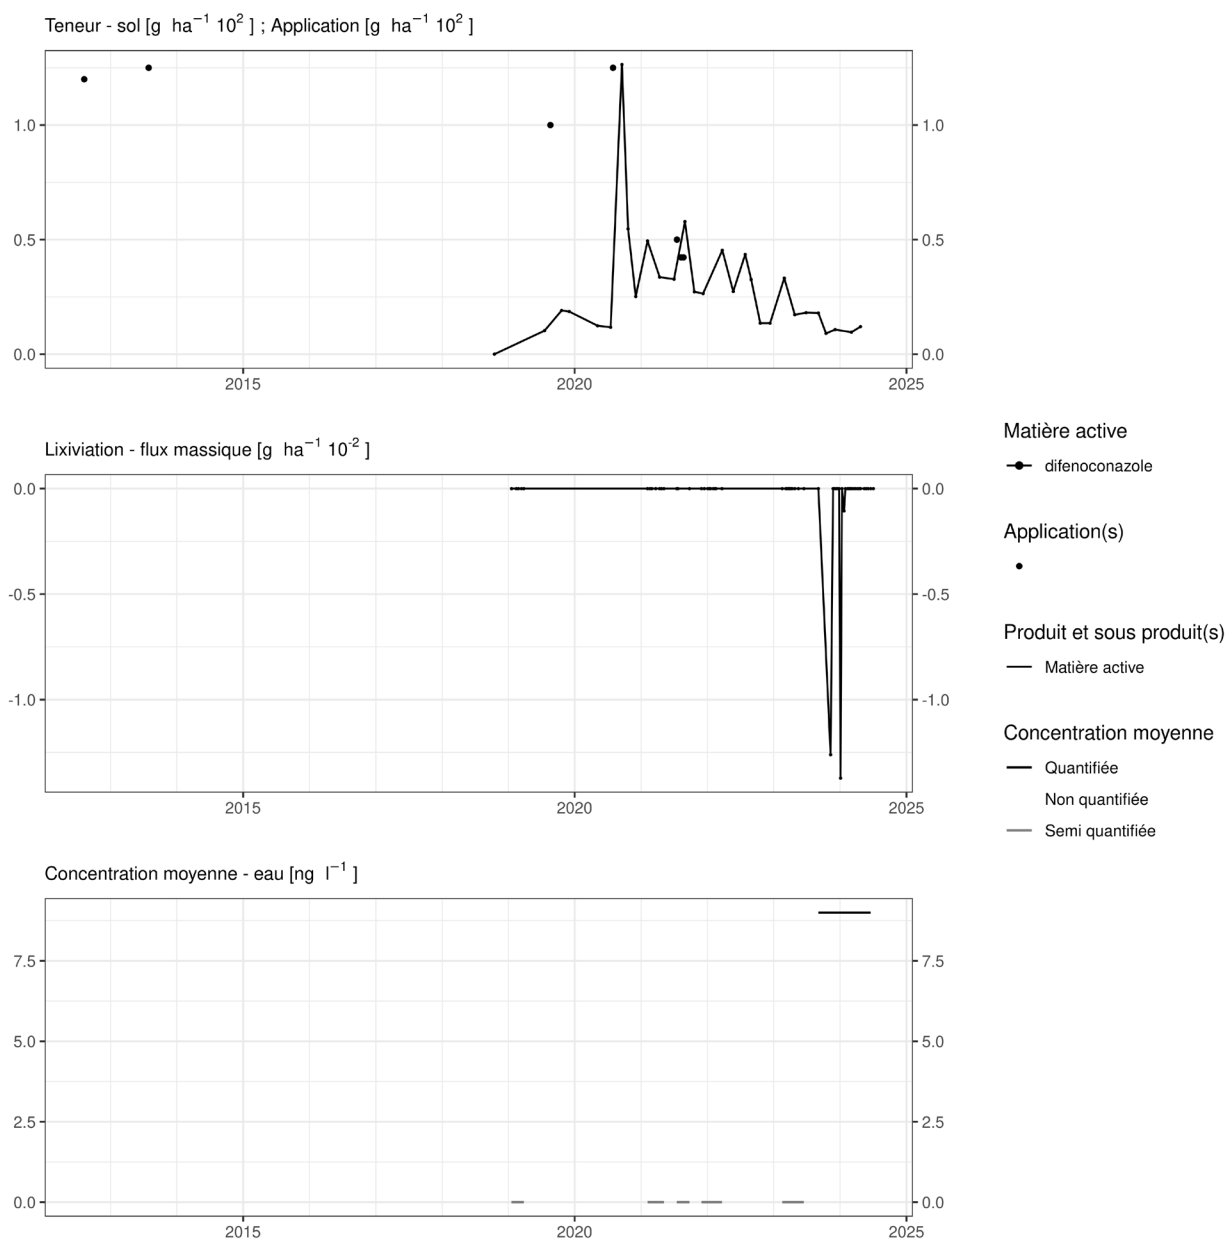 Teneur - sol [g ha−1 102 ] ; Application [g ha−1 102 ]
1.0
0.5
0.0
1.0
0.5
0.0
2015
2020
2025
Lixiviation - flux massique [g ha−1 10-2 ]
0.0
-0.5
-1.0
0.0
-0.5
-1.0
2015
2020
2025
Concentration moyenne - eau [ng l−1 ]
7.5
5.0
2.5
0.0
7.5
5.0
2.5
0.0
2015
2020
2025
Matière active
difenoconazole
Application(s)
Produit et sous produit(s)
Matière active
Concentration moyenne
Quantifiée
Non quantifiée
Semi quantifiée